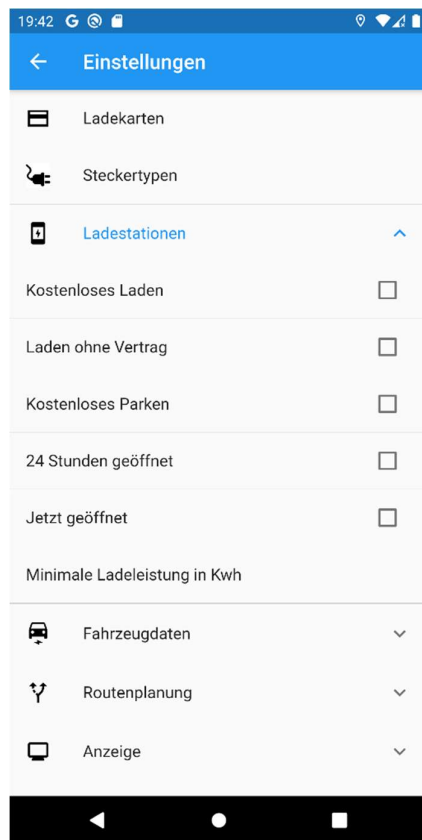 19:42
Einstellungen
Ladekarten
Steckertypen
Ladestationen
Kostenloses Laden
Laden ohne Vertrag
Kostenloses Parken
24 Stunden geöffnet
Jetzt geöffnet
Minimale Ladeleistung in Kwh
Fahrzeugdaten
Routenplanung
Anzeige